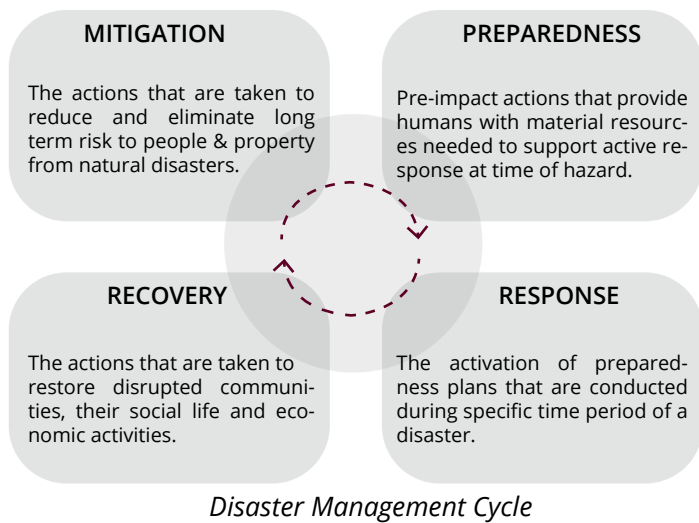 MITIGATION
The actions that are taken to
reduce and eliminate long
term risk to people & property
from natural disasters.
PREPAREDNESS
Pre-impact actions that provide
humans with material resourc-
es needed to support active re-
sponse at time of hazard.
RECOVERY
The actions that are taken to
restore disrupted communi-
ties, their social life and eco-
nomic activities.
RESPONSE
The activation of prepared-
ness plans that are conducted
during specific time period of a
disaster.
Disaster Management Cycle